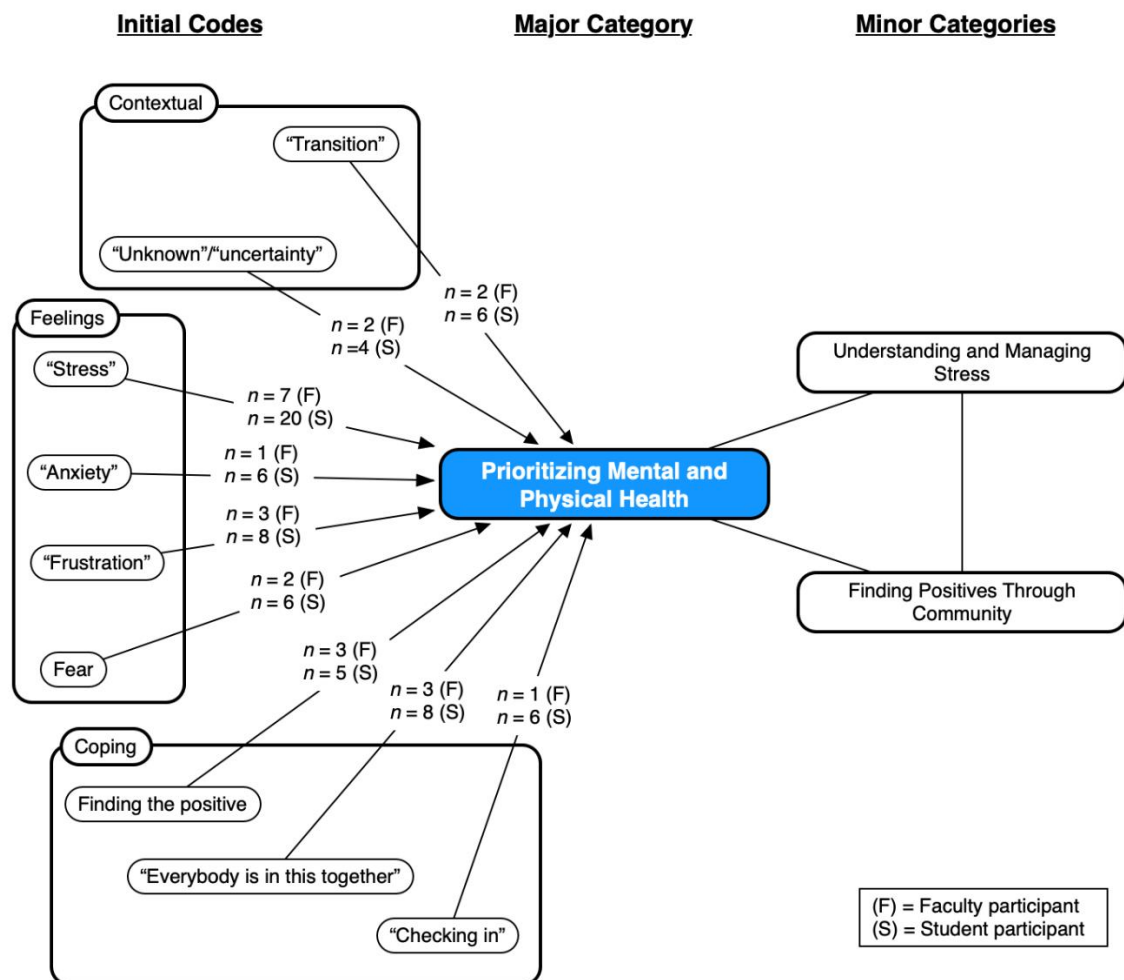 Initial Codes
Major Category
Minor Categories
Contextual
“Transition”
“Unknown”/“uncertainty”
n = 2 (F)
n = 6 (S)
n = 2 (F)
n =4 (S)
Feelings
“Stress”
n = 7 (F)
n = 20 (S)
“Anxiety”
n = 1 (F)
n = 6 (S)
“Frustration”
n = 3 (F)
n = 8 (S)
Fear
n = 2 (F)
n = 6 (S)
Coping
Finding the positive
n = 3 (F)
n = 5 (S)
“Everybody is in this together”
n = 3 (F)
n = 8 (S)
“Checking in”
n = 1 (F)
n = 6 (S)
Prioritizing Mental and
Physical Health
Understanding and Managing
Stress
Finding Positives Through
Community
(F) = Faculty participant
(S) = Student participant